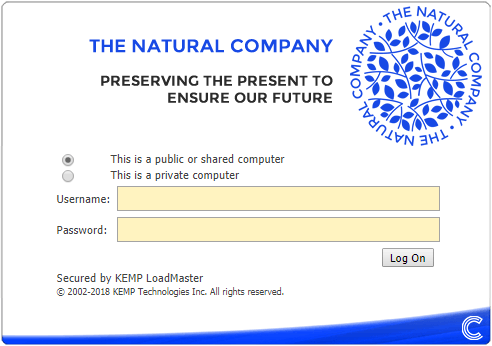 THE NATURAL COMPANY
PRESERVING THE PRESENT TO
ENSURE OUR FUTURE
• THE NATURAL COMPANY • THE NATURAL COMPANY
This is a public or shared computer
This is a private computer
Username:
Password:
Log On
Secured by KEMP LoadMaster
© 2002-2018 KEMP Technologies Inc. All rights reserved.
C